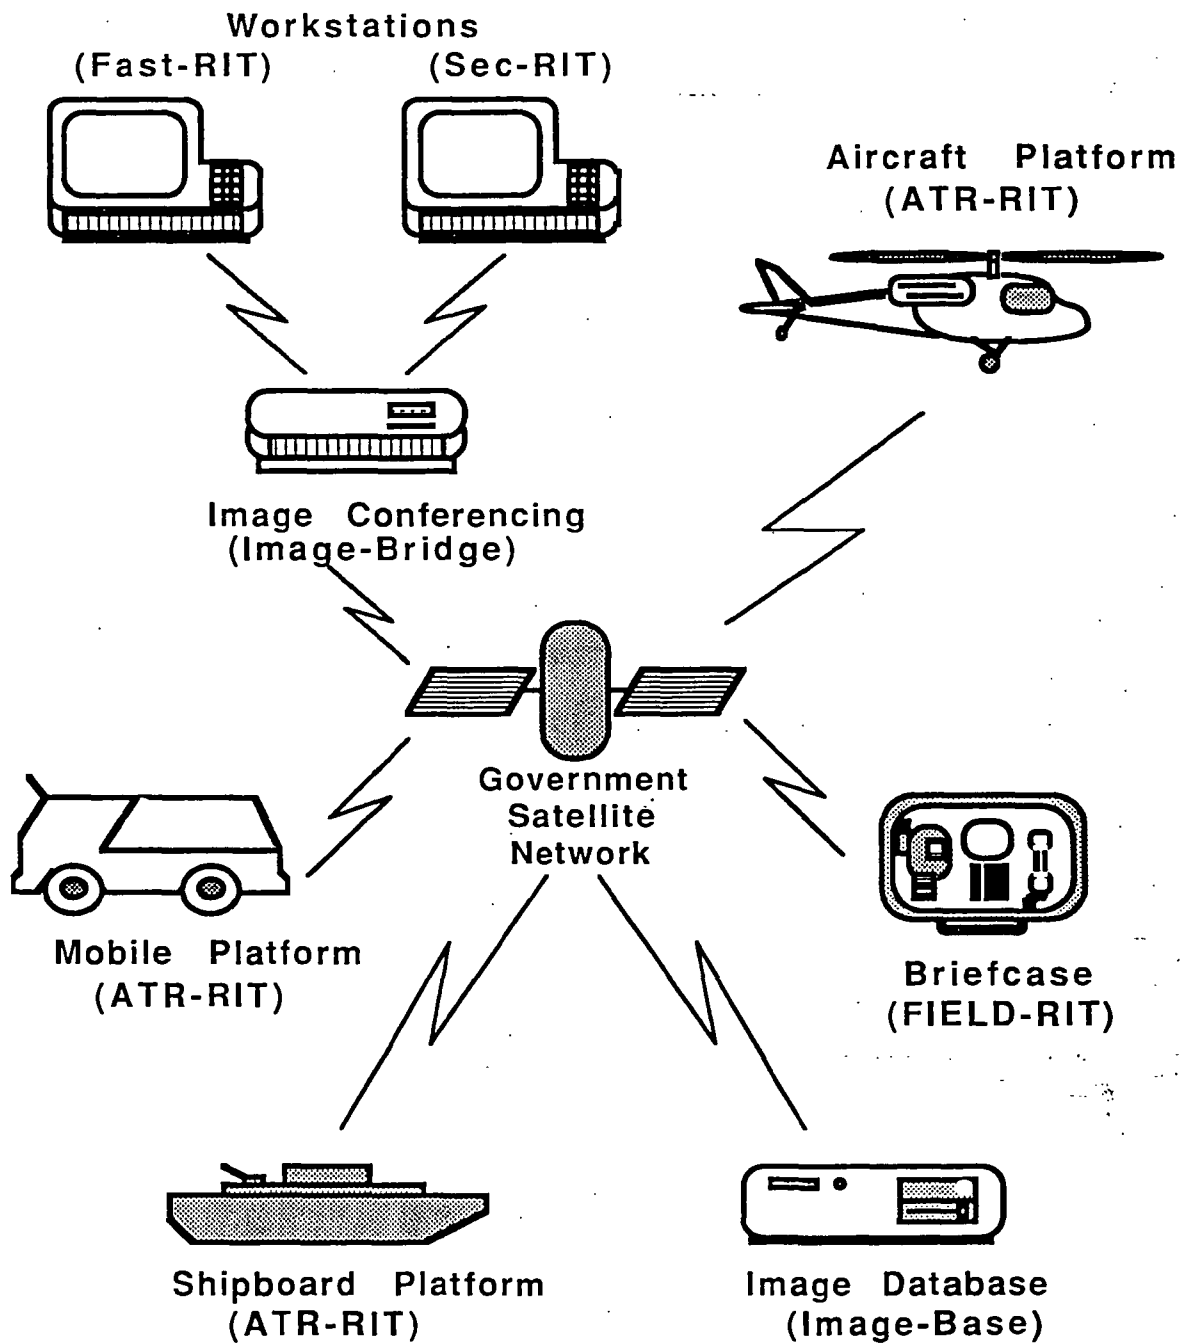 Workstations
(Fast-RIT) (Sec-RIT)
Aircraft Platform
(ATR-RIT)
Image Conferencing
(Image-Bridge)
Government
Satellite
Network
Mobile Platform
(ATR-RIT)
Briefcase
(FIELD-RIT)
Shipboard Platform
(ATR-RIT)
Image Database
(Image-Base)